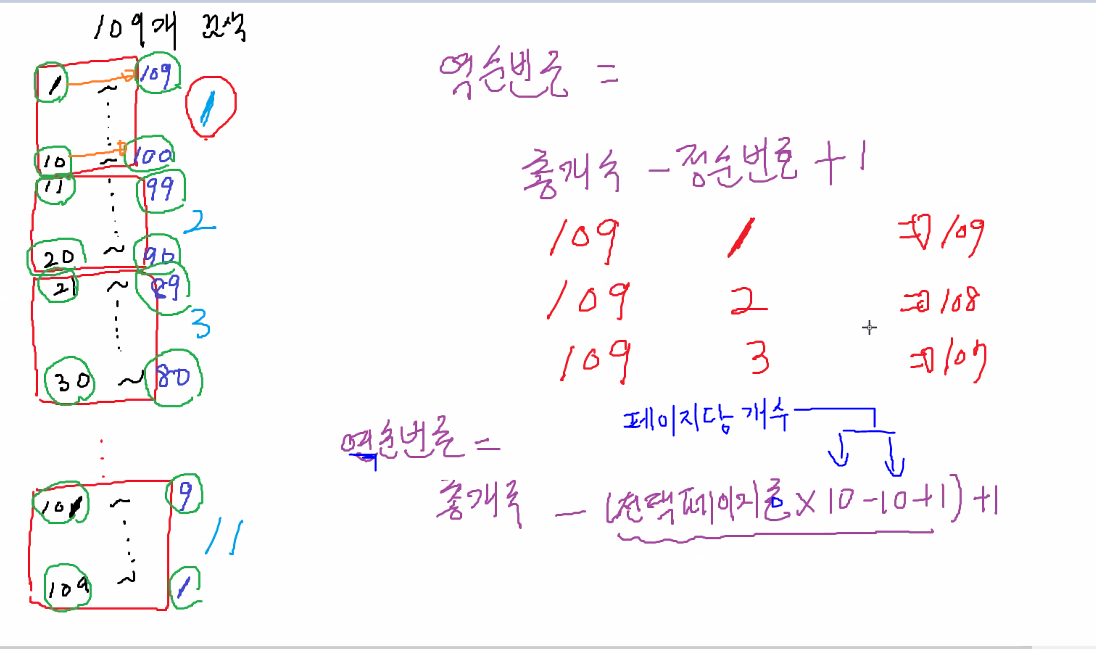 109개 검색
1 ~ 109
1
10 ~ 100
11 99
2
20 ~ 90
21 ~ 89
3
30 ~ 80
101 ~ 9
11
109 ~ 1
역순번호 =
총개수 - 정순번호 + 1
109 1 ⇒ 109
109 2 ⇒ 108
109 3 ⇒ 107
페이지당 개수
역순번호 =
총개수 - (선택페이지번호 × 10 - 10 + 1) + 1